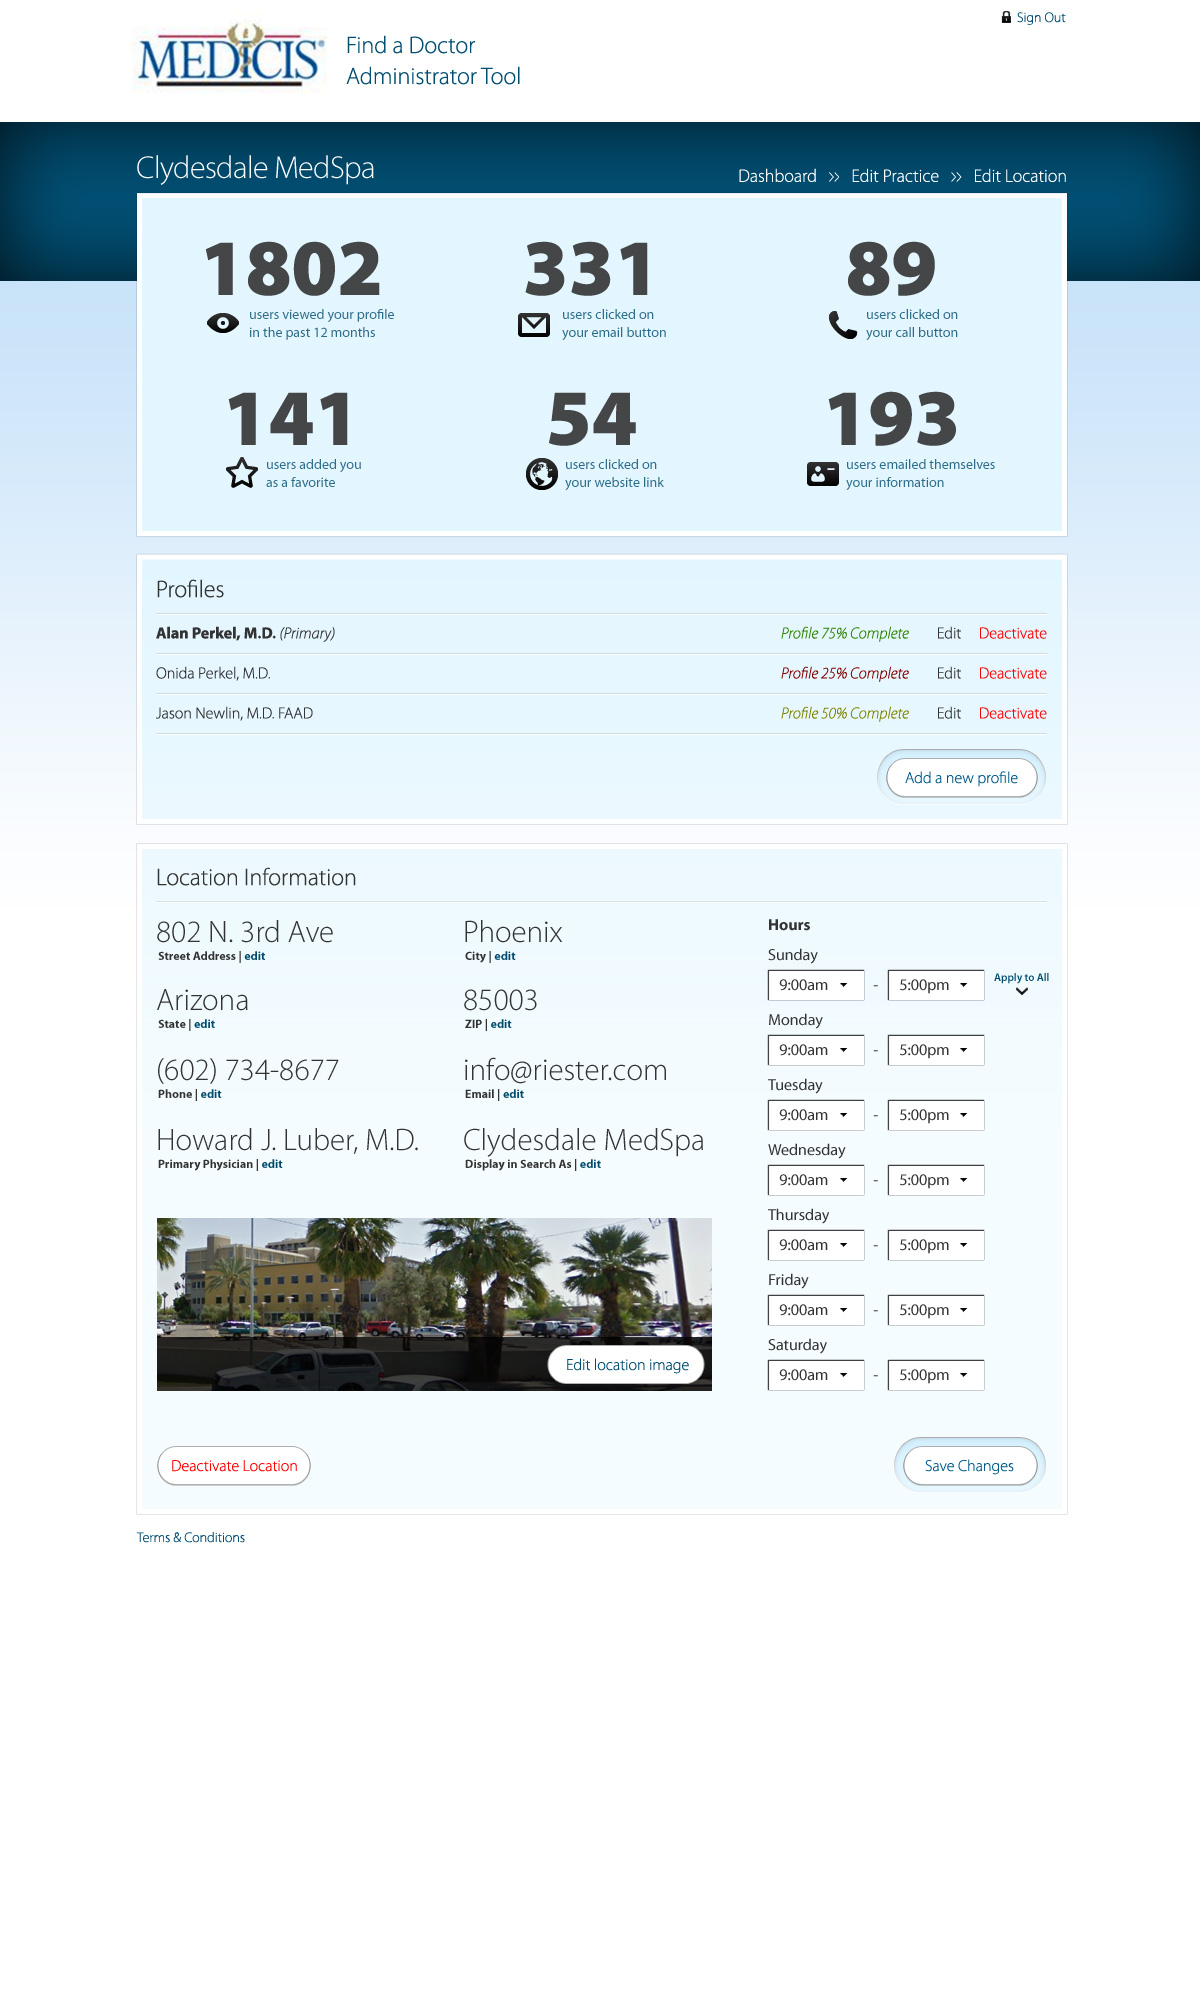 Sign Out
MEDICIS®
Find a Doctor
Administrator Tool
Clydesdale MedSpa
Dashboard » Edit Practice » Edit Location
1802
users viewed your profile
in the past 12 months
331
users clicked on
your email button
89
users clicked on
your call button
141
users added you
as a favorite
54
users clicked on
your website link
193
users emailed themselves
your information
Profiles
Alan Perkel, M.D. (Primary) Profile 75% Complete Edit Deactivate
Onida Perkel, M.D. Profile 25% Complete Edit Deactivate
Jason Newlin, M.D. FAAD Profile 50% Complete Edit Deactivate
Add a new profile
Location Information
802 N. 3rd Ave
Street Address | edit
Phoenix
City | edit
Arizona
State | edit
85003
ZIP | edit
(602) 734-8677
Phone | edit
info@riester.com
Email | edit
Howard J. Luber, M.D.
Primary Physician | edit
Clydesdale MedSpa
Display in Search As | edit
Edit location image
Hours
Sunday
9:00am - 5:00pm Apply to All
Monday
9:00am - 5:00pm
Tuesday
9:00am - 5:00pm
Wednesday
9:00am - 5:00pm
Thursday
9:00am - 5:00pm
Friday
9:00am - 5:00pm
Saturday
9:00am - 5:00pm
Deactivate Location
Save Changes
Terms & Conditions